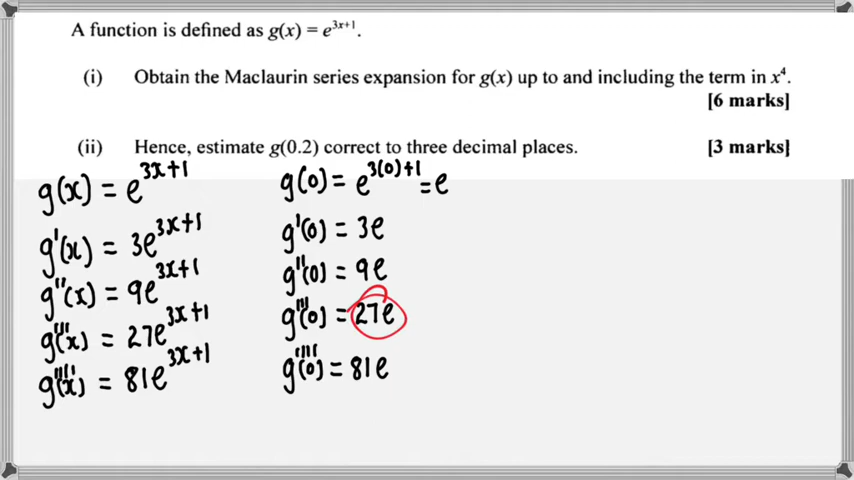 A function is defined as g(x) = e^{3x+1}.
(i) Obtain the Maclaurin series expansion for g(x) up to and including the term in x⁴.
[6 marks]
(ii) Hence, estimate g(0.2) correct to three decimal places. [3 marks]
g(x) = e^{3x+1} g(0) = e^{3(0)+1} = e
g'(x) = 3e^{3x+1} g'(0) = 3e
g''(x) = 9e^{3x+1} g''(0) = 9e
g'''(x) = 27e^{3x+1} g'''(0) = 27e
g''''(x) = 81e^{3x+1} g''''(0) = 81e